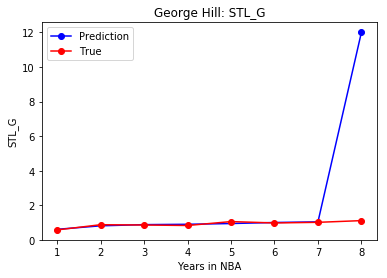 George Hill: STL_G
Prediction
True
12
10
8
6
4
2
0
STL_G
1 2 3 4 5 6 7 8
Years in NBA